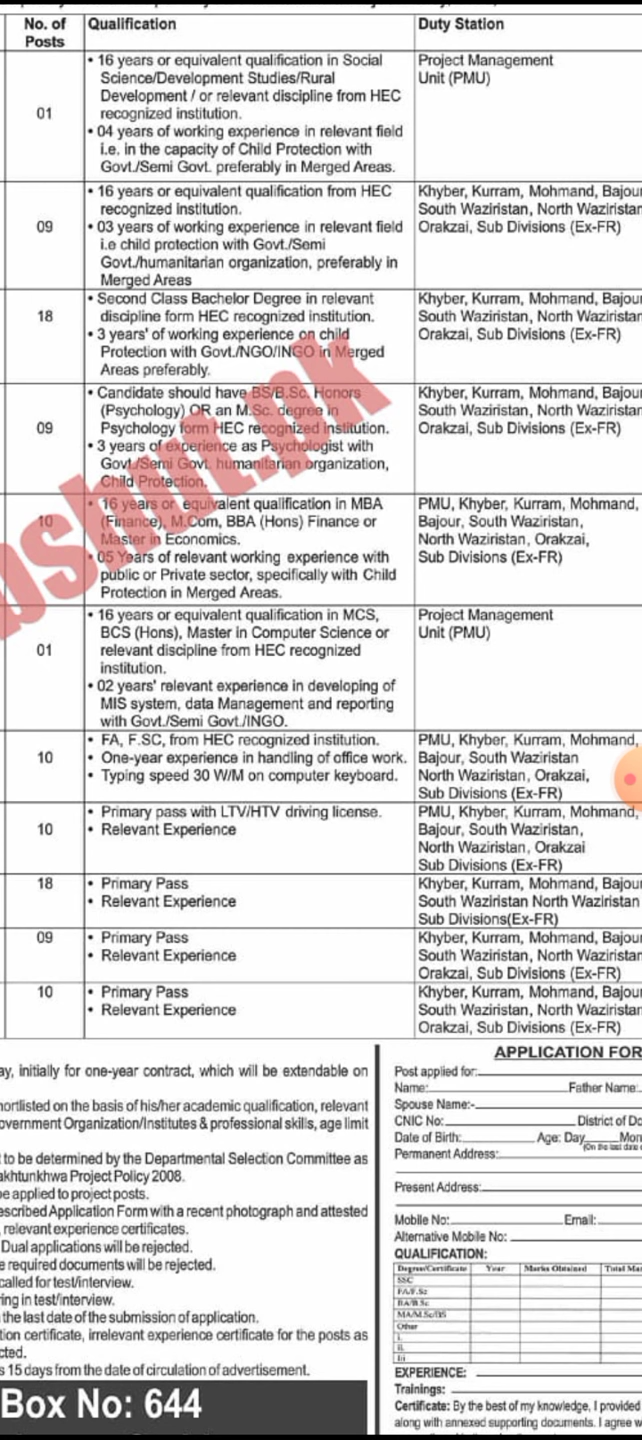 No. of
Posts
Qualification
Duty Station
01
• 16 years or equivalent qualification in Social
Science/Development Studies/Rural
Development / or relevant discipline from HEC
recognized institution.
• 04 years of working experience in relevant field
i.e. in the capacity of Child Protection with
Govt./Semi Govt. preferably in Merged Areas.
Project Management
Unit (PMU)
09
• 16 years or equivalent qualification from HEC
recognized institution.
• 03 years of working experience in relevant field
i.e child protection with Govt./Semi
Govt./humanitarian organization, preferably in
Merged Areas
Khyber, Kurram, Mohmand, Bajour
South Waziristan, North Waziristan
Orakzai, Sub Divisions (Ex-FR)
18
• Second Class Bachelor Degree in relevant
discipline form HEC recognized institution.
• 3 years' of working experience on child
Protection with Govt./NGO/INGO in Merged
Areas preferably.
Khyber, Kurram, Mohmand, Bajour
South Waziristan, North Waziristan
Orakzai, Sub Divisions (Ex-FR)
09
• Candidate should have BS/B.Sc. Honors
(Psychology) OR an M.Sc. degree in
Psychology form HEC recognized institution.
• 3 years of experience as Psychologist with
Govt./Semi Govt. humanitarian organization,
Child Protection.
Khyber, Kurram, Mohmand, Bajour
South Waziristan, North Waziristan
Orakzai, Sub Divisions (Ex-FR)
10
• 16 years or equivalent qualification in MBA
(Finance), M.Com, BBA (Hons) Finance or
Master in Economics.
• 05 Years of relevant working experience with
public or Private sector, specifically with Child
Protection in Merged Areas.
PMU, Khyber, Kurram, Mohmand,
Bajour, South Waziristan,
North Waziristan, Orakzai,
Sub Divisions (Ex-FR)
01
• 16 years or equivalent qualification in MCS,
BCS (Hons), Master in Computer Science or
relevant discipline from HEC recognized
institution.
• 02 years' relevant experience in developing of
MIS system, data Management and reporting
with Govt./Semi Govt./INGO.
Project Management
Unit (PMU)
10
• FA, F.SC, from HEC recognized institution.
• One-year experience in handling of office work.
• Typing speed 30 W/M on computer keyboard.
PMU, Khyber, Kurram, Mohmand,
Bajour, South Waziristan
North Waziristan, Orakzai,
Sub Divisions (Ex-FR)
10
• Primary pass with LTV/HTV driving license.
• Relevant Experience
PMU, Khyber, Kurram, Mohmand,
Bajour, South Waziristan,
North Waziristan, Orakzai
Sub Divisions (Ex-FR)
18
• Primary Pass
• Relevant Experience
Khyber, Kurram, Mohmand, Bajour
South Waziristan North Waziristan
Sub Divisions(Ex-FR)
09
• Primary Pass
• Relevant Experience
Khyber, Kurram, Mohmand, Bajour
South Waziristan, North Waziristan
Orakzai, Sub Divisions (Ex-FR)
10
• Primary Pass
• Relevant Experience
Khyber, Kurram, Mohmand, Bajour
South Waziristan, North Waziristan
Orakzai, Sub Divisions (Ex-FR)
bshut.pk
ay, initially for one-year contract, which will be extendable on
hortlisted on the basis of his/her academic qualification, relevant
overnment Organization/Institutes & professional skills, age limit
t to be determined by the Departmental Selection Committee as
akhtunkhwa Project Policy 2008.
be applied to project posts.
escribed Application Form with a recent photograph and attested
, relevant experience certificates.
Dual applications will be rejected.
e required documents will be rejected.
called for test/interview.
ring in test/interview.
the last date of the submission of application.
tion certificate, irrelevant experience certificate for the posts as
cted.
s 15 days from the date of circulation of advertisement.
Box No: 644
APPLICATION FOR
Post applied for:
Name: Father Name:
Spouse Name:-
CNIC No: District of Do
Date of Birth: Age: Day Mon
(On the last date
Permanent Address:
Present Address:
Mobile No: Email:
Alternative Mobile No:
QUALIFICATION:
Degree/Certificate Year Marks Obtained Total Mar
SSC
FA/F.Sc
BA/B.Sc
MA/M.Sc/BS
Other
i.
ii.
iii
EXPERIENCE:
Trainings:
Certificate: By the best of my knowledge, I provided
along with annexed supporting documents. I agree w